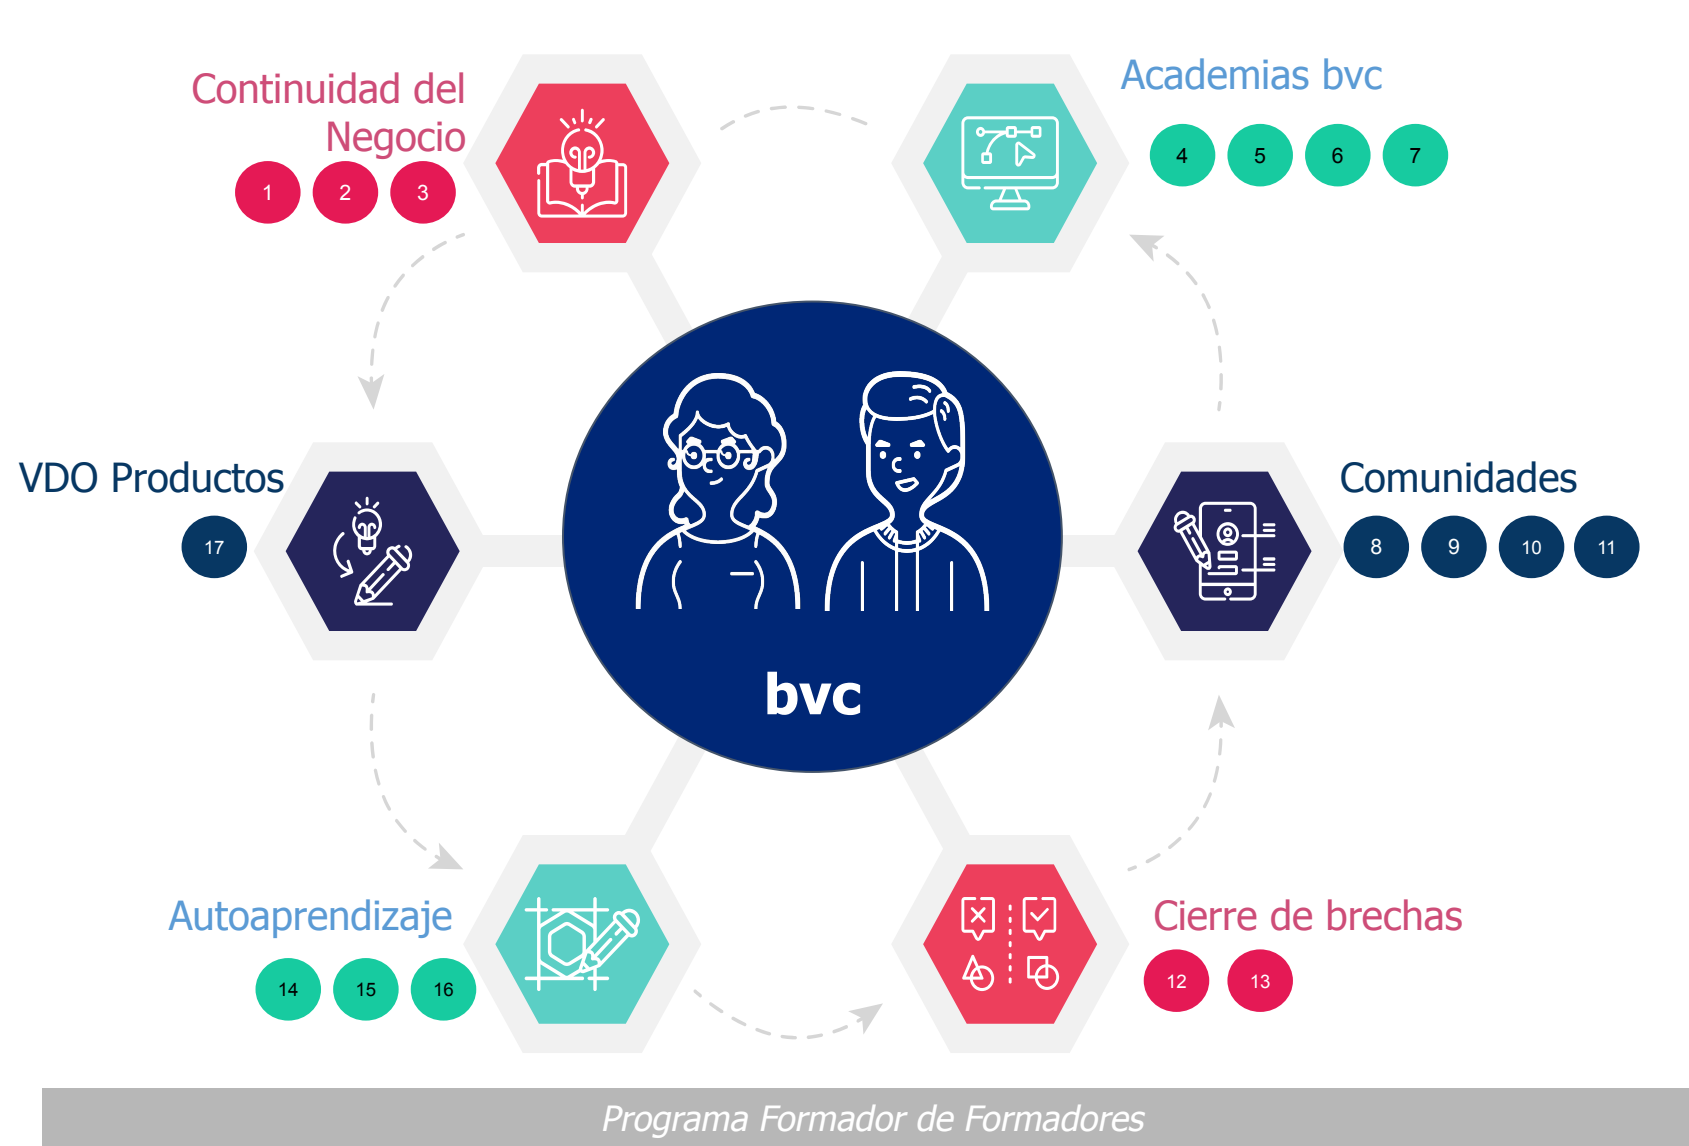 Continuidad del
Negocio
1 2 3
Academias bvc
4 5 6 7
VDO Productos
17
Comunidades
8 9 10 11
bvc
Autoaprendizaje
14 15 16
Cierre de brechas
12 13
Programa Formador de Formadores